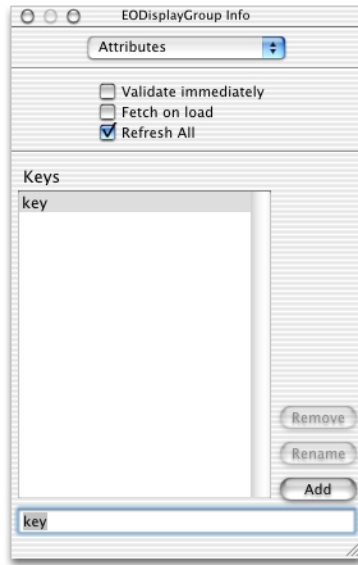 EODisplayGroup Info
Attributes
Validate immediately
Fetch on load
Refresh All
Keys
key
Remove
Rename
Add
key